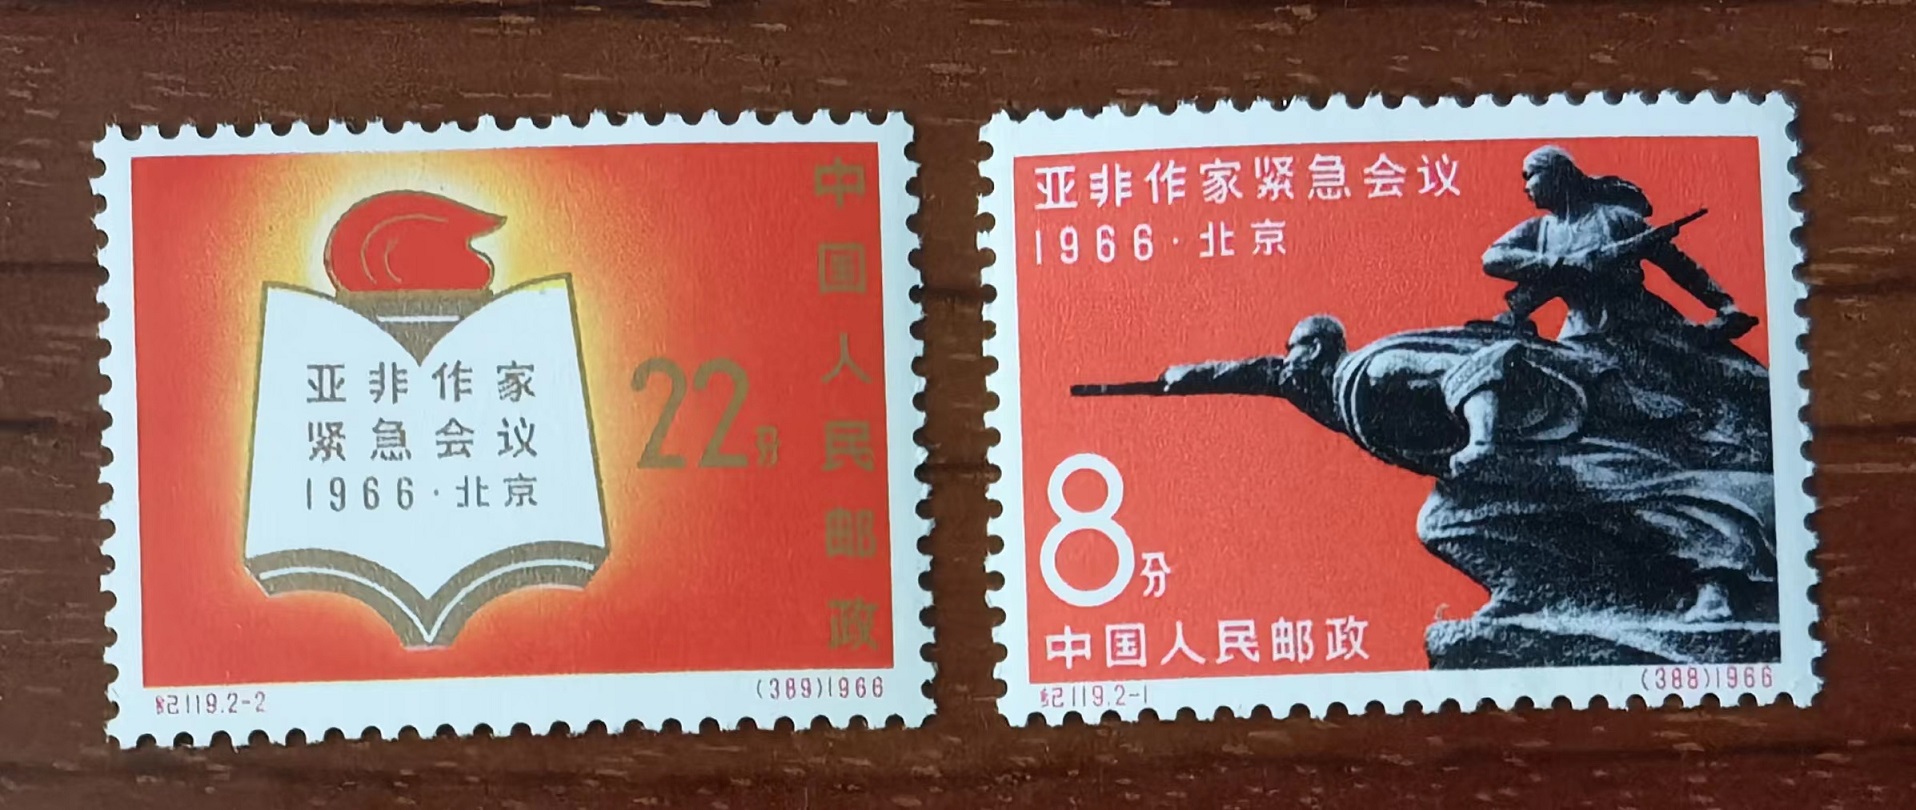 亚非作家
紧急会议
1966·北京
22分
中国人民邮政
纪119.2-2
(389)1966
亚非作家紧急会议
1966·北京
8分
中国人民邮政
纪119.2-1
(388)1966